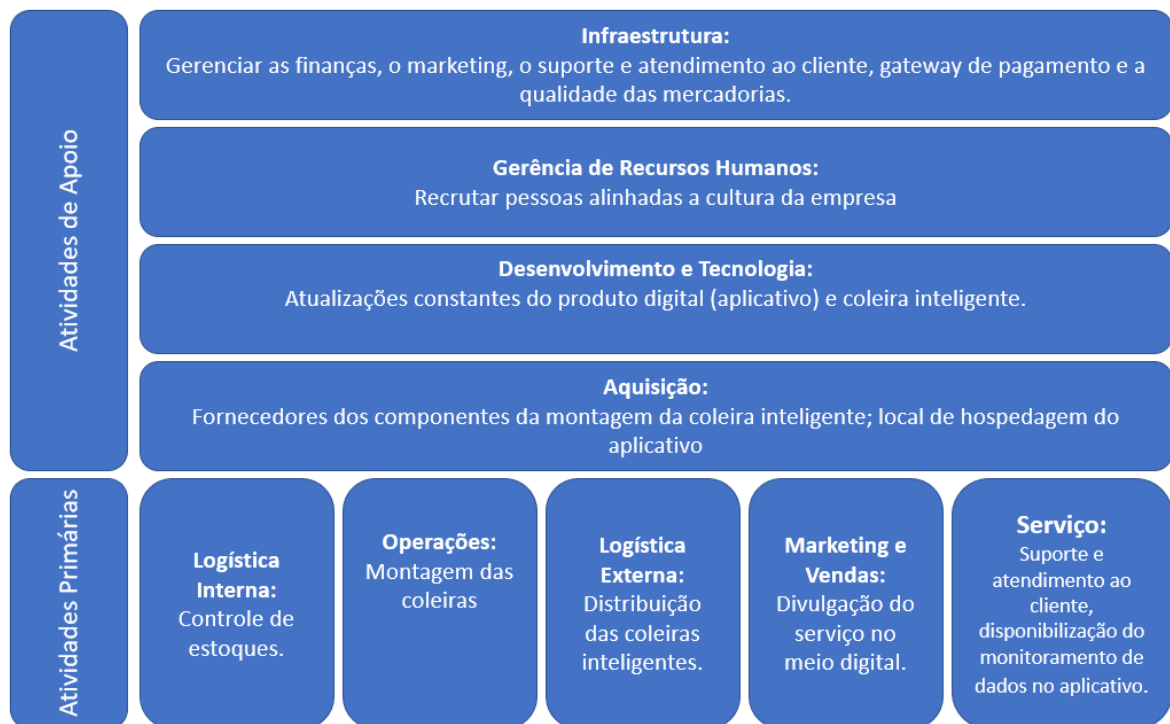 Atividades de Apoio
Infraestrutura:
Gerenciar as finanças, o marketing, o suporte e atendimento ao cliente, gateway de pagamento e a
qualidade das mercadorias.
Gerência de Recursos Humanos:
Recrutar pessoas alinhadas a cultura da empresa
Desenvolvimento e Tecnologia:
Atualizações constantes do produto digital (aplicativo) e coleira inteligente.
Aquisição:
Fornecedores dos componentes da montagem da coleira inteligente; local de hospedagem do
aplicativo
Atividades Primárias
Logística
Interna:
Controle de
estoques.
Operações:
Montagem das
coleiras
Logística
Externa:
Distribuição
das coleiras
inteligentes.
Marketing e
Vendas:
Divulgação do
serviço no
meio digital.
Serviço:
Suporte e
atendimento ao
cliente,
disponibilização do
monitoramento de
dados no aplicativo.